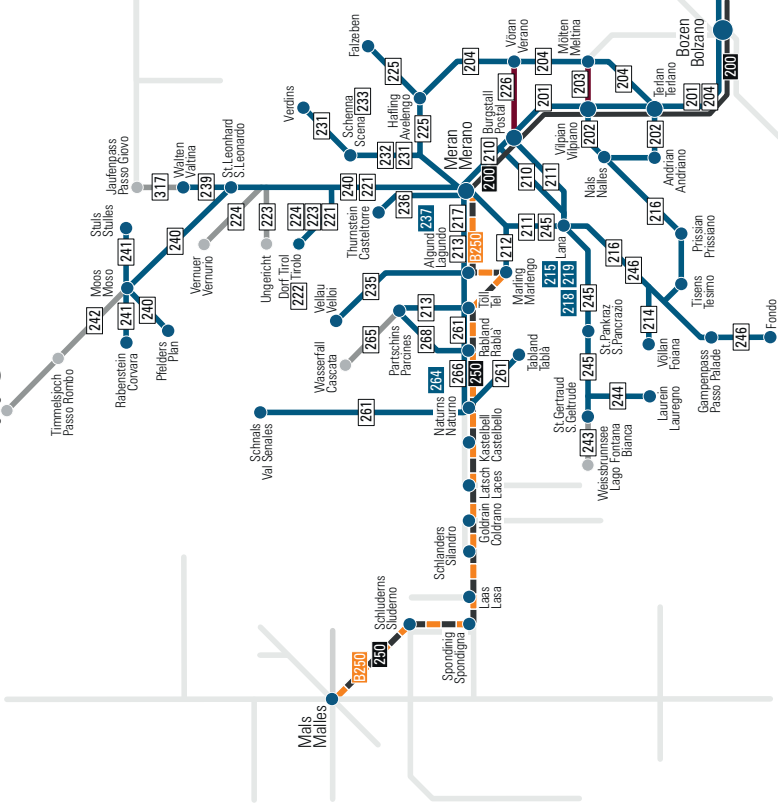 Falzeben
225
204
Vöran
Verano
204
Mölten
Meltina
203
204
Bozen
Bolzano
200
Verdins
231
Schenna
Scena
233
Hafling
Avelengo
225
226
Burgstall
Postal
201
Terlan
Terlano
201
204
232
231
Meran
Merano
200
210
210
211
Vilpian
Vilpiano
202
202
Nals
Nalles
Andrian
Andriano
216
Jaufenpass
Passo Giovo
317
Walten
Valtina
239
St.Leonhard
S.Leonardo
240
221
224
223
224
223
221
Thurnstein
Casteltorre
236
237
217
213
B250
Algund
Lagundo
212
211
245
Lana
215
219
218
216
246
Prissian
Prissiano
Stuls
Stulles
241
240
Moos
Moso
241
240
242
Vernuer
Vernurio
Ungericht
Dorf Tirol
Tirolo
222
Vellau
Velloi
235
Töll
Tel
Marling
Marlengo
245
Tisens
Tesimo
214
Rabenstein
Corvara
Pfelders
Plan
Timmelsjoch
Passo Rombo
Wasserfall
Cascata
265
Partschins
Parcines
213
268
261
Rabland
Rablà
264
266
250
261
Tabland
Tablà
St.Pankraz
S.Pancrazio
245
Völlan
Foiana
Gampenpass
Passo Palade
246
Fondo
Schnals
Val Senales
261
Naturns
Naturno
Kastelbell
Castelbello
St.Gertraud
S.Geltrude
244
Laurein
Lauregno
243
Weissbrunnsee
Lago Fontana
Bianca
Latsch
Laces
Goldrain
Coldrano
Schlanders
Silandro
Laas
Lasa
Schluderns
Sluderno
Spondinig
Spondigna
B250
250
Mals
Malles